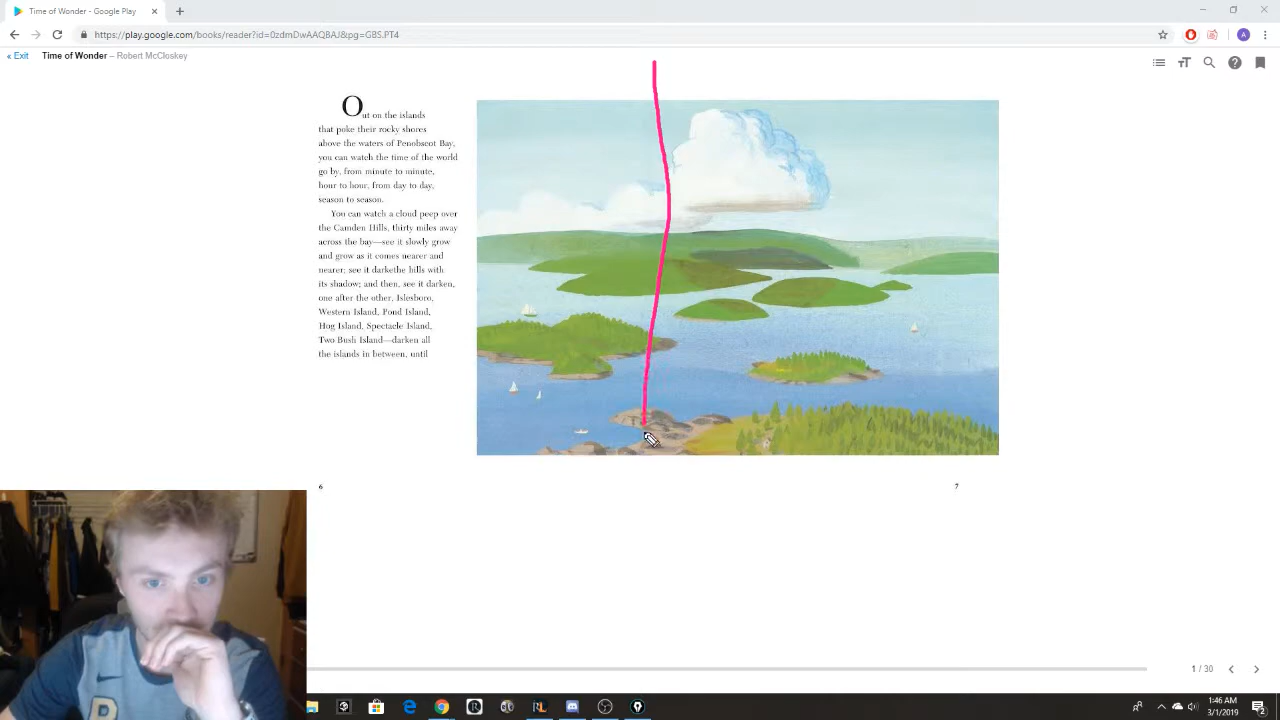 Time of Wonder - Google Play
https://play.google.com/books/reader?id=0zdmDwAAQBAJ&pg=GBS.PT4
A
« Exit Time of Wonder – Robert McCloskey
Out on the islands
that poke their rocky shores
above the waters of Penobscot Bay,
you can watch the time of the world
go by, from minute to minute,
hour to hour, from day to day,
season to season.
You can watch a cloud peep over
the Camden Hills, thirty miles away
across the bay—see it slowly grow
and grow as it comes nearer and
nearer; see it darkethe hills with
its shadow; and then, see it darken,
one after the other, Islesboro,
Western Island, Pond Island,
Hog Island, Spectacle Island,
Two Bush Island—darken all
the islands in between, until
6
7
B
1 / 30
1:46 AM
3/1/2019
2